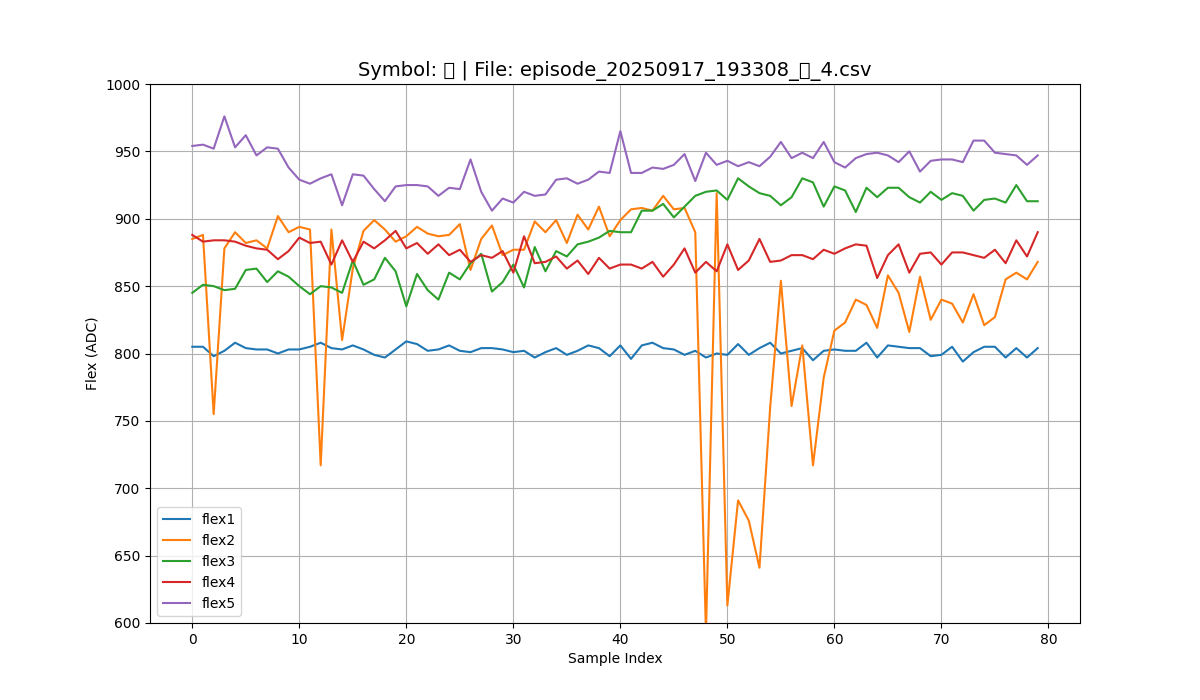 Symbol: ▯ | File: episode_20250917_193308_▯_4.csv
1000
950
900
850
800
750
700
650
600
Flex (ADC)
flex1
flex2
flex3
flex4
flex5
0 10 20 30 40 50 60 70 80
Sample Index